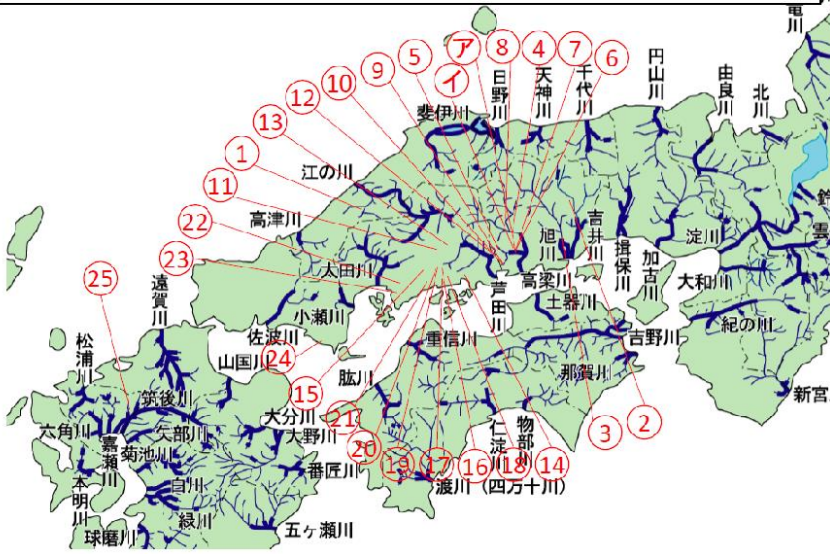 竜川
⑤
ア
⑧
④
⑦
⑥
⑨
イ
⑩
⑫
⑬
①
⑪
㉒
㉓
㉕
日野川
天神川
千代川
円山川
由良川
北川
斐伊川
江の川
高津川
太田川
小瀬川
佐波川
芦田川
高梁川
旭川
吉井川
揖保川
加古川
淀川
大和川
紀の川
新宮
雲
土器川
吉野川
那賀川
重信川
肱川
仁淀川
物部川
渡川(四万十川)
遠賀川
松浦川
山国川
筑後川
六角川
嘉瀬川
矢部川
菊池川
大分川
大野川
番匠川
本明川
白川
緑川
球磨川
五ヶ瀬川
㉔
⑮
㉑
⑳
⑲
⑰
⑯
⑱
⑭
③
②